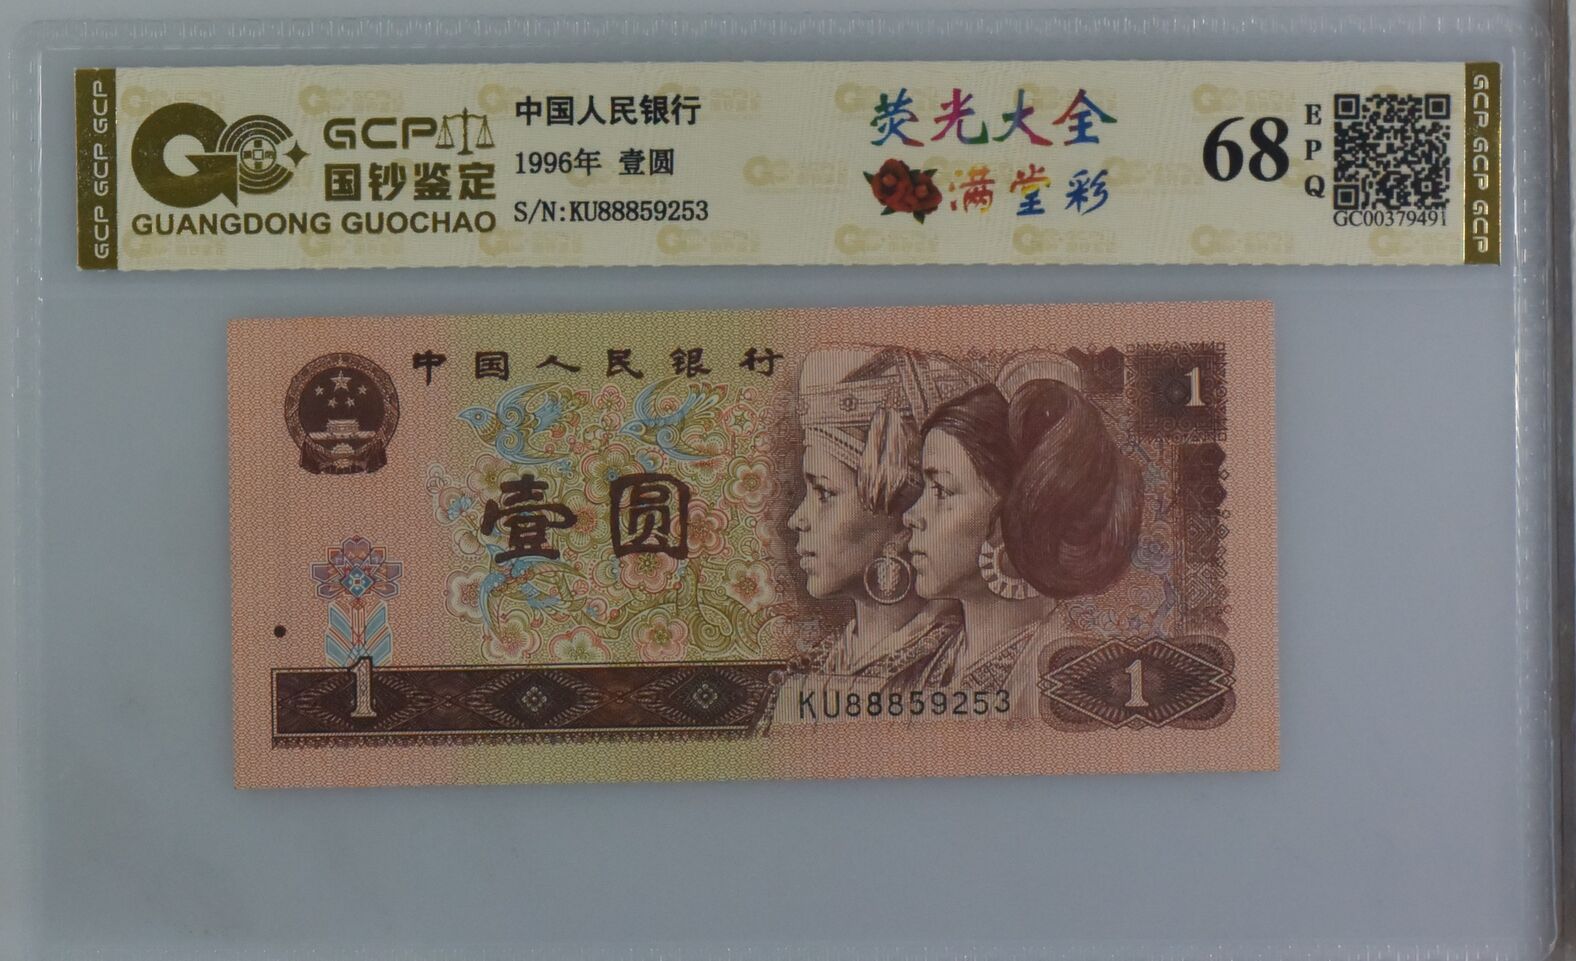 GCP GCP GCP
GCP
国钞鉴定
GUANGDONG GUOCHAO
中国人民银行
1996年 壹圆
S/N:KU88859253
荧光大全
满堂彩
68
EPQ
GC00379491
GCP GCP GCP
中国人民银行
1
壹圆
1
KU88859253
1